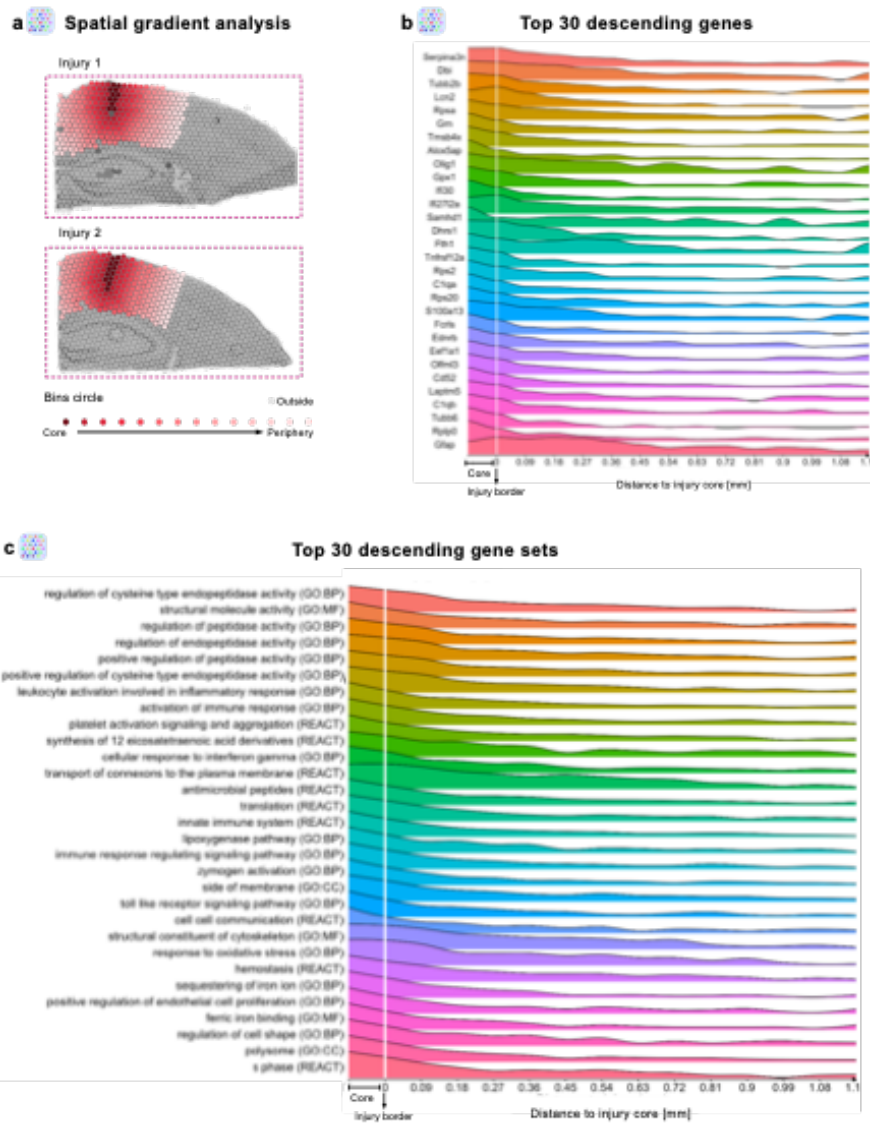 a Spatial gradient analysis
Injury 1
Injury 2
Bins circle
Outside
Core
Periphery
b Top 30 descending genes
Serpina3n
Dbi
Tubb2b
Lcn2
Rpsa
Grn
Tmsb4x
Alox5ap
Olig1
Gpx1
Ifi30
Ifi27l2a
Samhd1
Dhrs1
Fth1
Tnfrsf12a
Rps2
C1qa
Rps20
S100a13
Fcrls
Ednrb
Eef1a1
Olfml3
Cd52
Laptm5
C1qb
Tubb6
Rplp0
Gfap
0 0.09 0.18 0.27 0.36 0.45 0.54 0.63 0.72 0.81 0.9 0.99 1.08 1.1
Core
Injury border
Distance to injury core [mm]
c Top 30 descending gene sets
regulation of cysteine type endopeptidase activity (GO:BP)
structural molecule activity (GO:MF)
regulation of peptidase activity (GO:BP)
regulation of endopeptidase activity (GO:BP)
positive regulation of peptidase activity (GO:BP)
positive regulation of cysteine type endopeptidase activity (GO:BP)
leukocyte activation involved in inflammatory response (GO:BP)
activation of immune response (GO:BP)
platelet activation signaling and aggregation (REACT)
synthesis of 12 eicosatetraenoic acid derivatives (REACT)
cellular response to interferon gamma (GO:BP)
transport of connexons to the plasma membrane (REACT)
antimicrobial peptides (REACT)
translation (REACT)
innate immune system (REACT)
lipoxygenase pathway (GO:BP)
immune response regulating signaling pathway (GO:BP)
zymogen activation (GO:BP)
side of membrane (GO:CC)
toll like receptor signaling pathway (GO:BP)
cell cell communication (REACT)
structural constituent of cytoskeleton (GO:MF)
response to oxidative stress (GO:BP)
hemostasis (REACT)
sequestering of iron ion (GO:BP)
positive regulation of endothelial cell proliferation (GO:BP)
ferric iron binding (GO:MF)
regulation of cell shape (GO:BP)
polysome (GO:CC)
s phase (REACT)
0 0.09 0.18 0.27 0.36 0.45 0.54 0.63 0.72 0.81 0.9 0.99 1.08 1.1
Core
Injury border
Distance to injury core [mm]